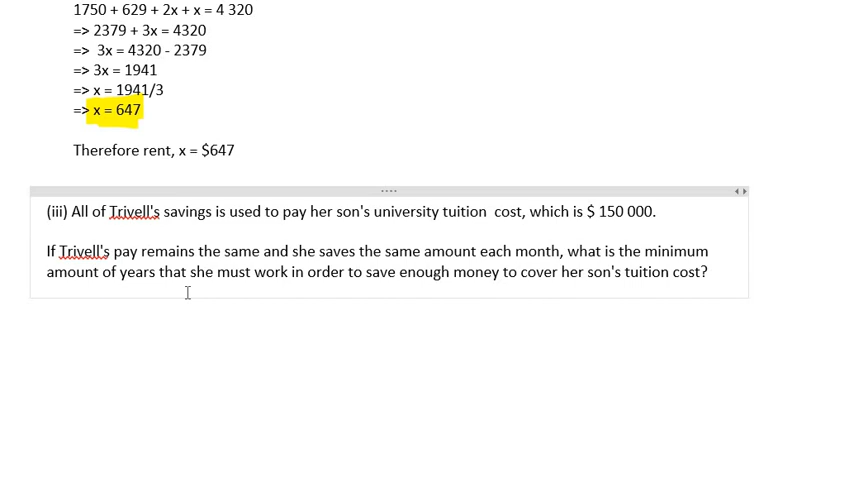 1750 + 629 + 2x + x = 4 320
=> 2379 + 3x = 4320
=> 3x = 4320 - 2379
=> 3x = 1941
=> x = 1941/3
=> x = 647
Therefore rent, x = $647
(iii) All of Trivell's savings is used to pay her son's university tuition cost, which is $ 150 000.
If Trivell's pay remains the same and she saves the same amount each month, what is the minimum
amount of years that she must work in order to save enough money to cover her son's tuition cost?